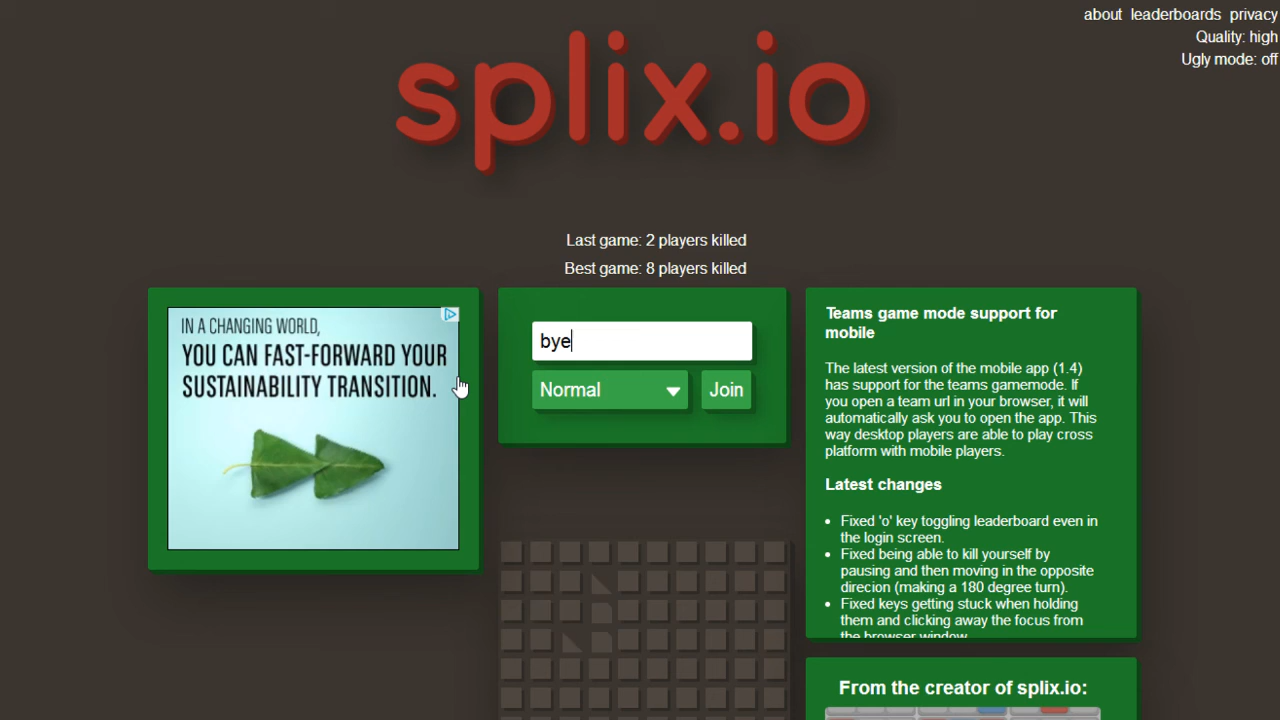 about leaderboards privacy
Quality: high
Ugly mode: off
splix.io
Last game: 2 players killed
Best game: 8 players killed
IN A CHANGING WORLD,
YOU CAN FAST-FORWARD YOUR
SUSTAINABILITY TRANSITION.
bye
Normal
Join
Teams game mode support for
mobile
The latest version of the mobile app (1.4)
has support for the teams gamemode. If
you open a team url in your browser, it will
automatically ask you to open the app. This
way desktop players are able to play cross
platform with mobile players.
Latest changes
Fixed 'o' key toggling leaderboard even in
the login screen.
Fixed being able to kill yourself by
pausing and then moving in the opposite
direcion (making a 180 degree turn).
Fixed keys getting stuck when holding
them and clicking away the focus from
the browser window.
From the creator of splix.io: